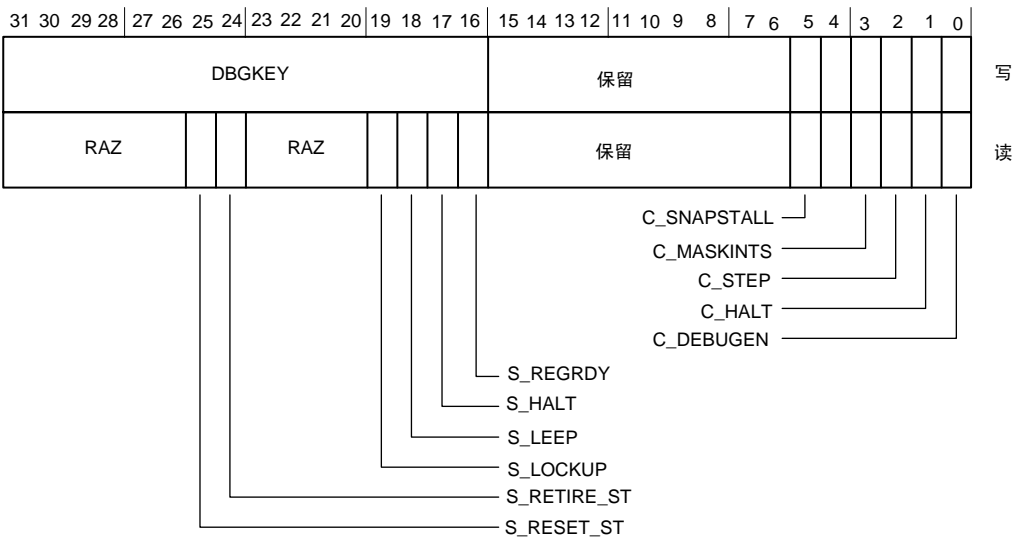 31 30 29 28 27 26 25 24 23 22 21 20 19 18 17 16 15 14 13 12 11 10 9 8 7 6 5 4 3 2 1 0
DBGKEY 保留 写
RAZ RAZ 保留 读
C_SNAPSTALL
C_MASKINTS
C_STEP
C_HALT
C_DEBUGEN
S_REGRDY
S_HALT
S_LEEP
S_LOCKUP
S_RETIRE_ST
S_RESET_ST